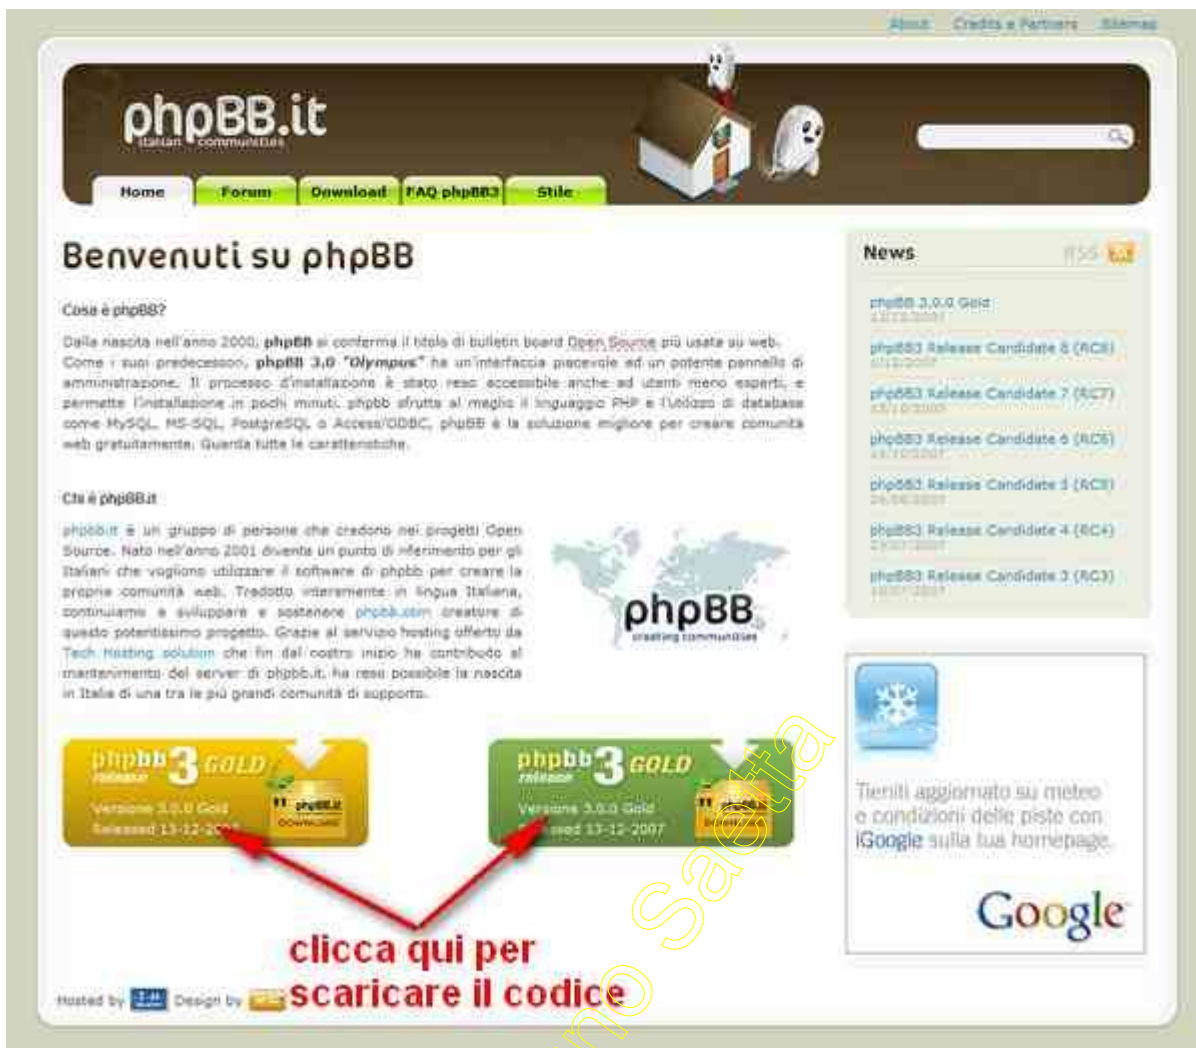 About Credits e Partners Sitemap
phpBB.it
italian communities
Home Forum Download FAQ phpBB3 Stile
Benvenuti su phpBB
Cosa è phpBB?
Dalla nascita nell'anno 2000, phpBB si conferma il titolo di bulletin board Open Source più usata su web.
Come i suoi predecessori, phpBB 3.0 "Olympus" ha un'interfaccia piacevole ed un potente pannello di
amministrazione. Il processo d'installazione è stato reso accessibile anche ad utenti meno esperti, e
permette l'installazione in pochi minuti. phpbb sfrutta al meglio il linguaggio PHP e l'utilizzo di database
come MySQL, MS-SQL, PostgreSQL o Access/ODBC, phpBB è la soluzione migliore per creare comunità
web gratuitamente. Guarda tutte le caratteristiche.
Chi è phpBB.it
phpbb.it è un gruppo di persone che credono nei progetti Open
Source. Nato nell'anno 2001 diventa un punto di riferimento per gli
Italiani che vogliono utilizzare il software di phpbb per creare la
propria comunità web. Tradotto interamente in lingua Italiana,
continuiamo a sviluppare e sostenere phpbb.com creatore di
questo potentissimo progetto. Grazie al servizio hosting offerto da
Tech Hosting solution che fin dal nostro inizio ha contribuito al
mantenimento del server di phpbb.it, ha reso possibile la nascita
in Italia di una tra le più grandi comunità di supporto.
phpBB
creating communities
phpbb 3 GOLD
release
Versione 3.0.0 Gold
Released 13-12-2007
phpBB.it
DOWNLOAD
phpbb 3 GOLD
release
Versione 3.0.0 Gold
Released 13-12-2007
phpBB.it
DOWNLOAD
clicca qui per
scaricare il codice
Hosted by Design by
News RSS
phpBB 3.0.0 Gold
phpBB3 Release Candidate 8 (RC8)
phpBB3 Release Candidate 7 (RC7)
phpBB3 Release Candidate 6 (RC6)
phpBB3 Release Candidate 5 (RC5)
phpBB3 Release Candidate 4 (RC4)
phpBB3 Release Candidate 3 (RC3)
Tieniti aggiornato su meteo
e condizioni delle piste con
iGoogle sulla tua homepage.
Google
no Saetta